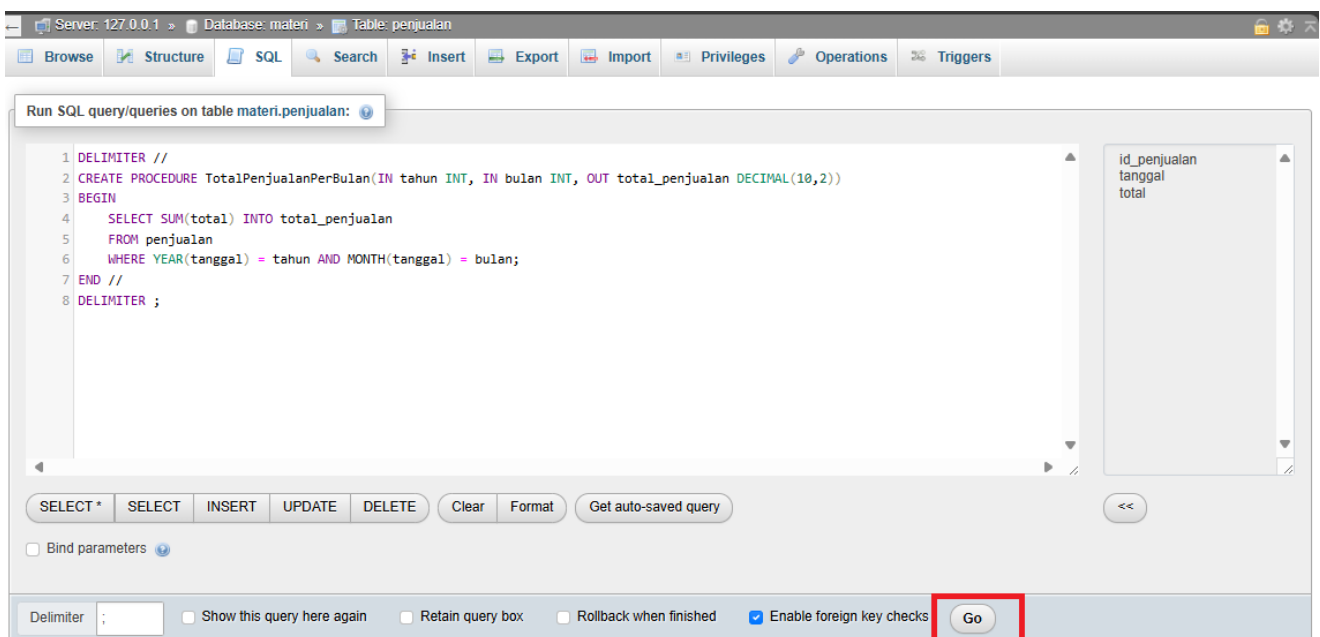 Server: 127.0.0.1 » Database: materi » Table: penjualan
Browse Structure SQL Search Insert Export Import Privileges Operations Triggers
Run SQL query/queries on table materi.penjualan:
1 DELIMITER //
2 CREATE PROCEDURE TotalPenjualanPerBulan(IN tahun INT, IN bulan INT, OUT total_penjualan DECIMAL(10,2))
3 BEGIN
4 SELECT SUM(total) INTO total_penjualan
5 FROM penjualan
6 WHERE YEAR(tanggal) = tahun AND MONTH(tanggal) = bulan;
7 END //
8 DELIMITER ;
id_penjualan
tanggal
total
SELECT * SELECT INSERT UPDATE DELETE Clear Format Get auto-saved query <<
Bind parameters
Delimiter ; Show this query here again Retain query box Rollback when finished Enable foreign key checks Go